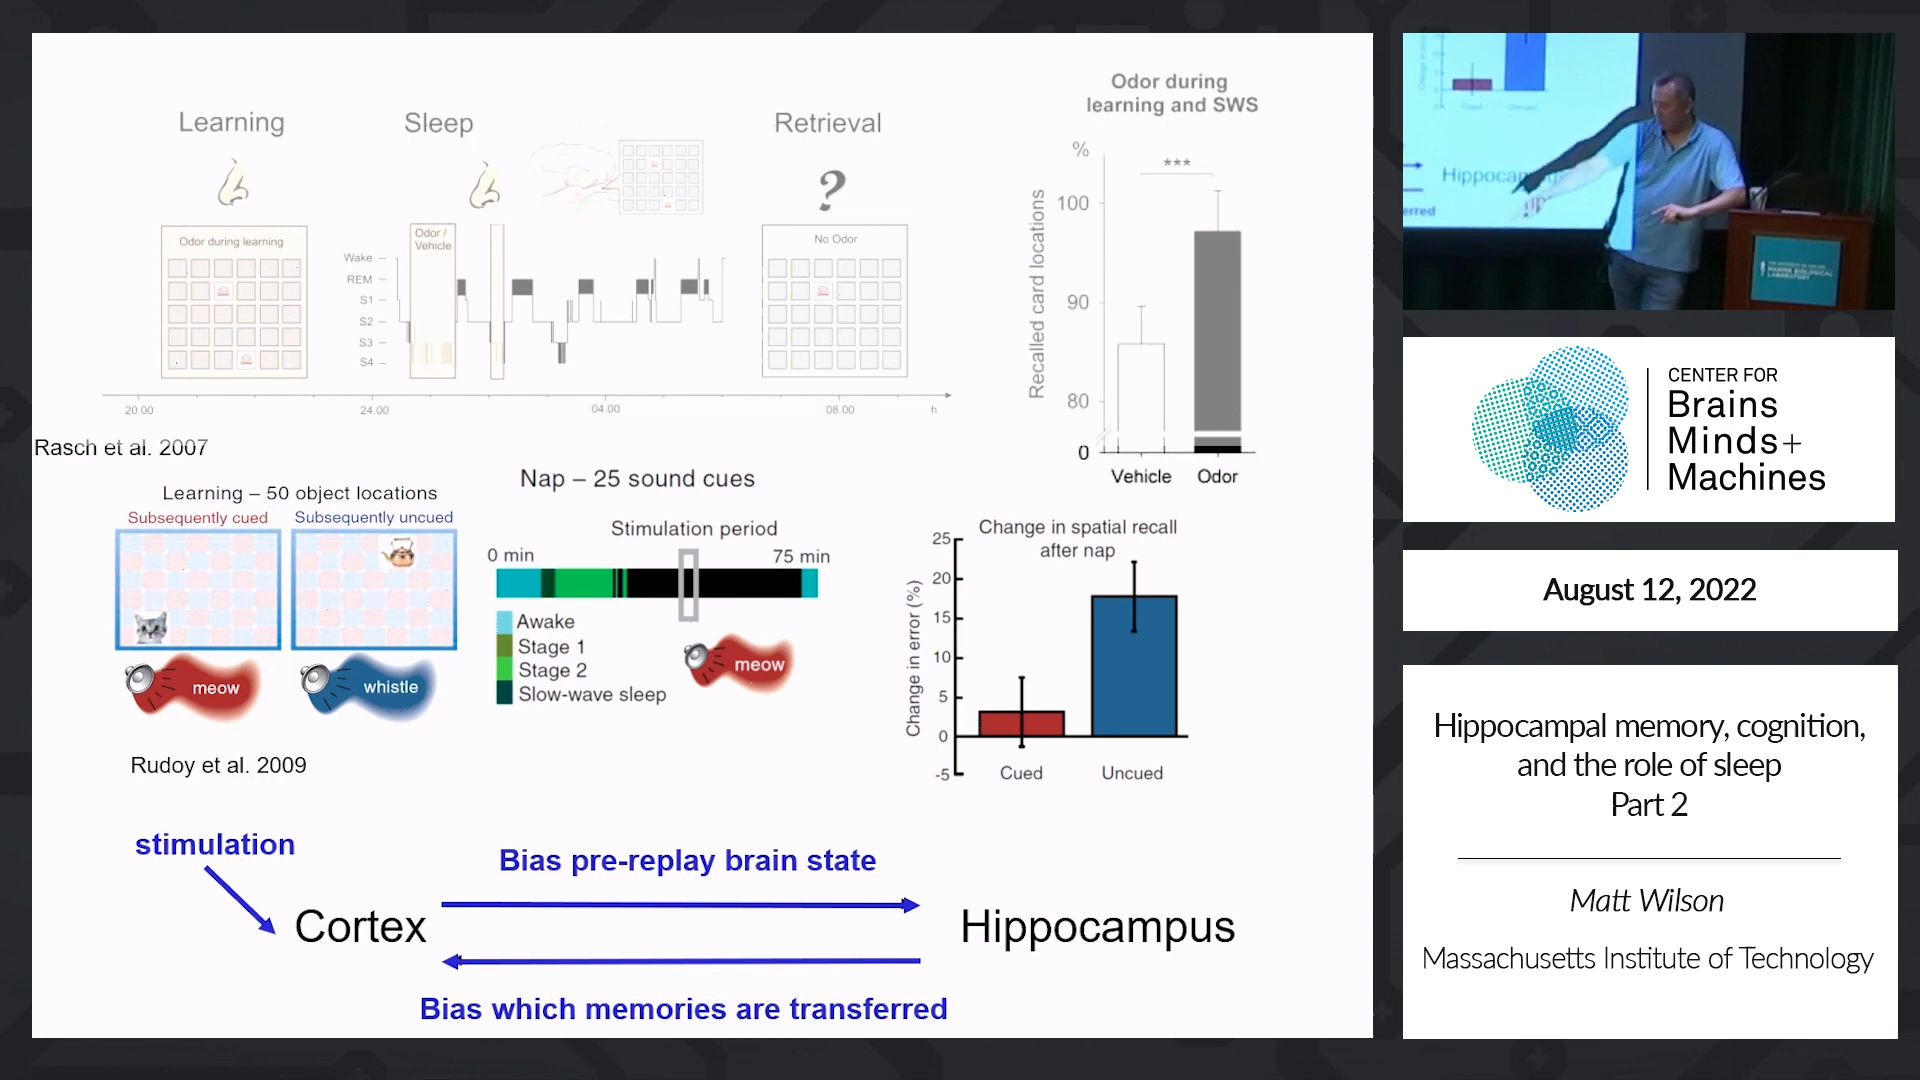 Learning
Sleep
Retrieval
Odor during
learning and SWS
Odor during learning
Odor /
Vehicle
No Odor
Wake
REM
S1
S2
S3
S4
20.00
24.00
04.00
08.00
h
%
***
100
90
80
0
Recalled card locations
Vehicle
Odor
Rasch et al. 2007
Learning – 50 object locations
Subsequently cued
Subsequently uncued
meow
whistle
Rudoy et al. 2009
Nap – 25 sound cues
Stimulation period
0 min
75 min
Awake
Stage 1
Stage 2
Slow-wave sleep
meow
Change in spatial recall
after nap
Change in error (%)
25
20
15
10
5
0
-5
Cued
Uncued
stimulation
Bias pre-replay brain state
Cortex
Hippocampus
Bias which memories are transferred
Cued
Uncued
erred
CENTER FOR
Brains
Minds+
Machines
August 12, 2022
Hippocampal memory, cognition,
and the role of sleep
Part 2
Matt Wilson
Massachusetts Institute of Technology